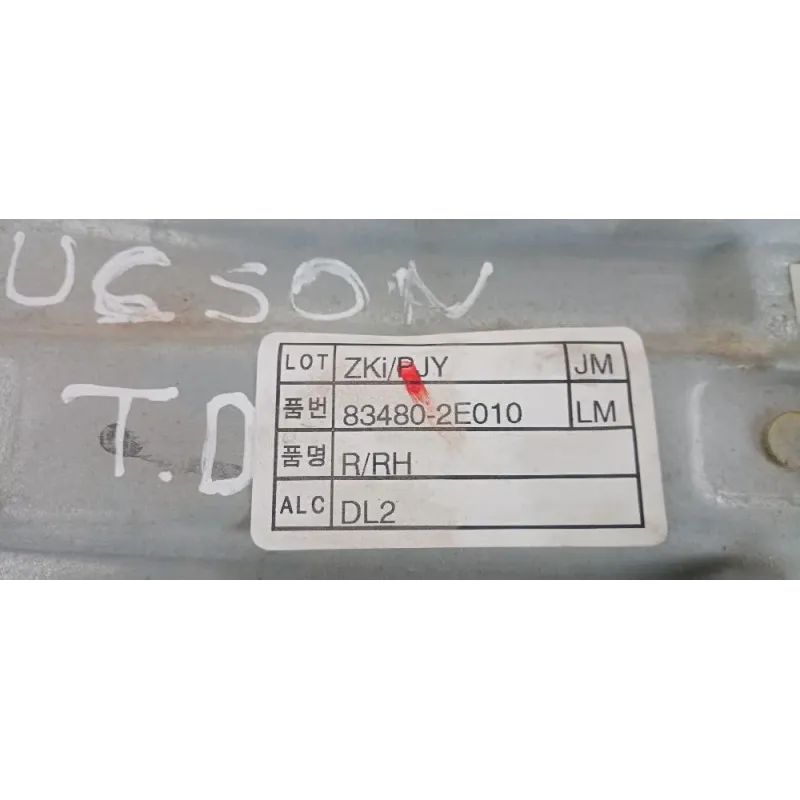 UCSON
T.D
LOT ZKi/PJY JM
품번 83480-2E010 LM
품명 R/RH
ALC DL2